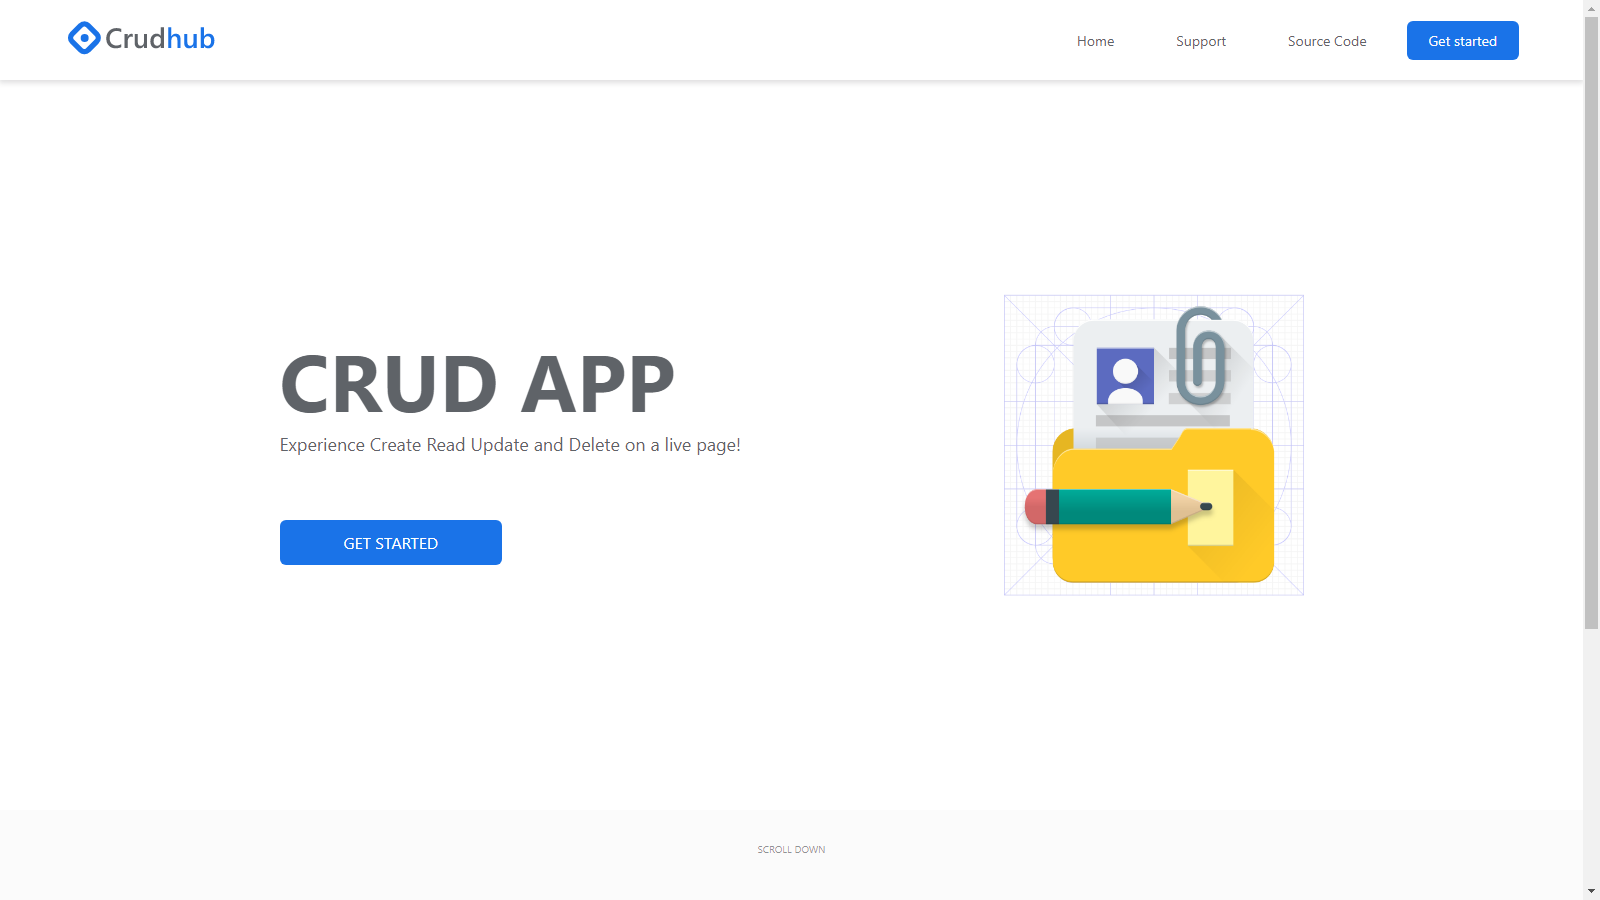 Crudhub
Home
Support
Source Code
Get started
CRUD APP
Experience Create Read Update and Delete on a live page!
GET STARTED
SCROLL DOWN